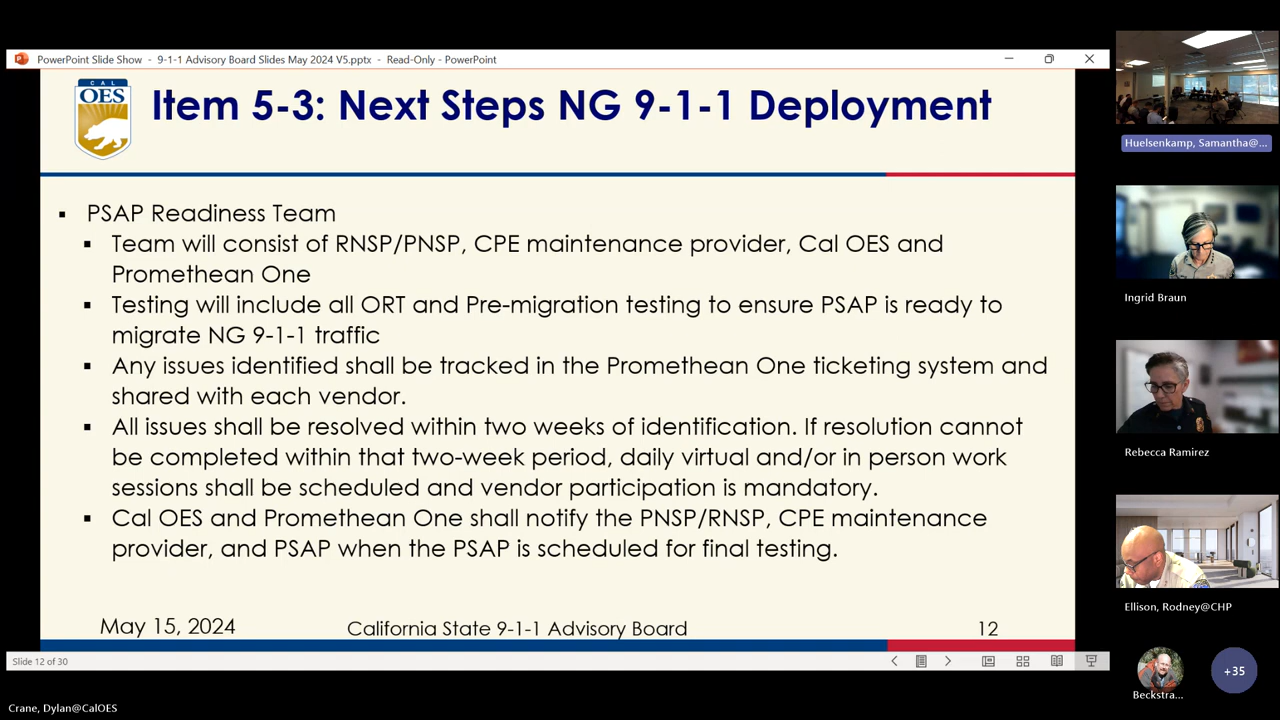 PowerPoint Slide Show - 9-1-1 Advisory Board Slides May 2024 V5.pptx - Read-Only - PowerPoint
CAL
OES
Item 5-3: Next Steps NG 9-1-1 Deployment
▪ PSAP Readiness Team
▪ Team will consist of RNSP/PNSP, CPE maintenance provider, Cal OES and
Promethean One
▪ Testing will include all ORT and Pre-migration testing to ensure PSAP is ready to
migrate NG 9-1-1 traffic
▪ Any issues identified shall be tracked in the Promethean One ticketing system and
shared with each vendor.
▪ All issues shall be resolved within two weeks of identification. If resolution cannot
be completed within that two-week period, daily virtual and/or in person work
sessions shall be scheduled and vendor participation is mandatory.
▪ Cal OES and Promethean One shall notify the PNSP/RNSP, CPE maintenance
provider, and PSAP when the PSAP is scheduled for final testing.
May 15, 2024
California State 9-1-1 Advisory Board
12
Slide 12 of 30
Crane, Dylan@CalOES
Huelsenkamp, Samantha@...
Ingrid Braun
Rebecca Ramirez
Ellison, Rodney@CHP
Beckstra...
+35